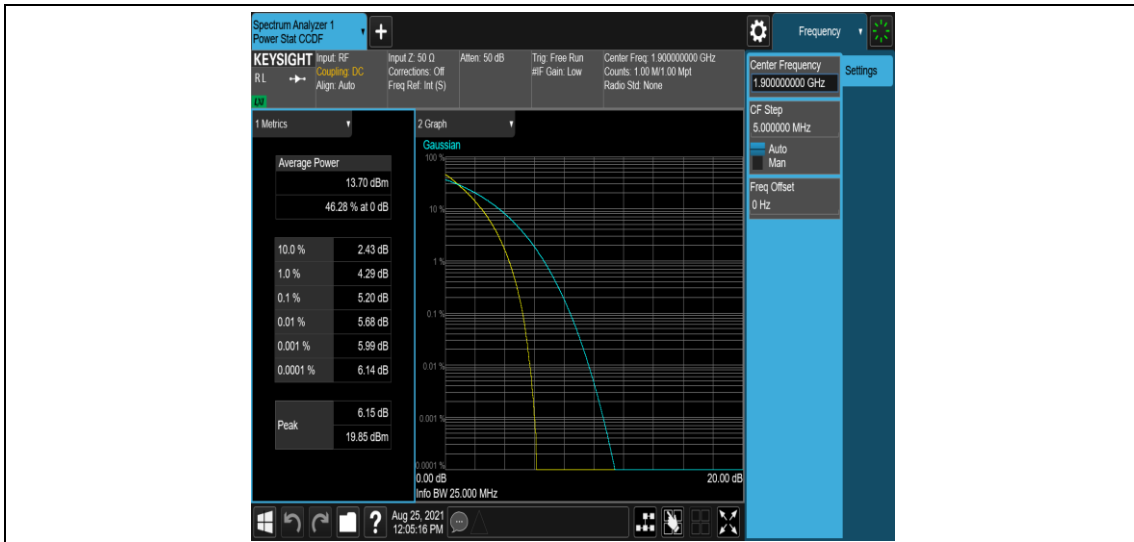 Spectrum Analyzer 1
Power Stat CCDF
+
Frequency
KEYSIGHT
RL
LXI
Input: RF
Coupling: DC
Align: Auto
Input Z: 50 Ω
Corrections: Off
Freq Ref: Int (S)
Atten: 50 dB
Trig: Free Run
#IF Gain: Low
Center Freq: 1.900000000 GHz
Counts: 1.00 M/1.00 Mpt
Radio Std: None
Center Frequency
1.900000000 GHz
Settings
CF Step
5.000000 MHz
Auto
Man
Freq Offset
0 Hz
1 Metrics
Average Power
13.70 dBm
46.28 % at 0 dB
10.0 % 2.43 dB
1.0 % 4.29 dB
0.1 % 5.20 dB
0.01 % 5.68 dB
0.001 % 5.99 dB
0.0001 % 6.14 dB
Peak
6.15 dB
19.85 dBm
2 Graph
Gaussian
100 %
10 %
1 %
0.1 %
0.01 %
0.001 %
0.0001 %
0.00 dB 20.00 dB
Info BW 25.000 MHz
?
Aug 25, 2021
12:05:16 PM